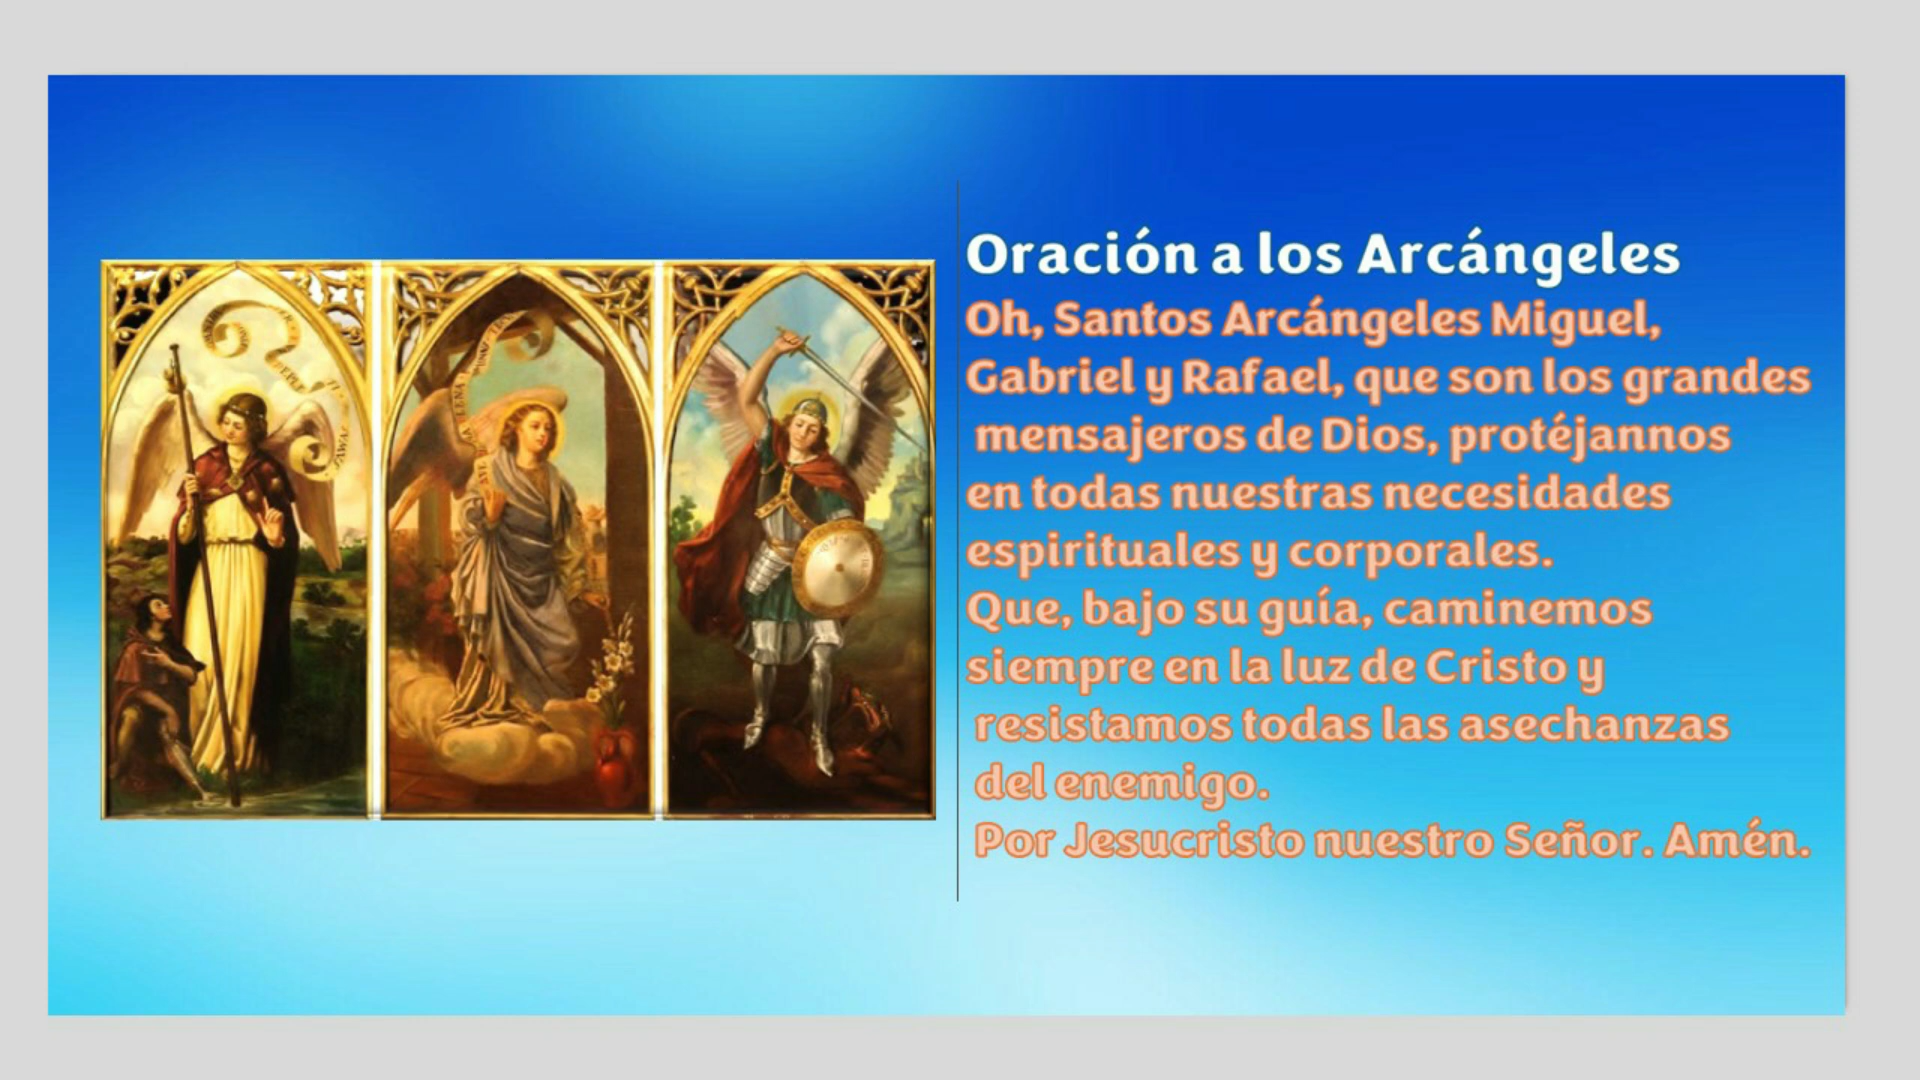 Oración a los Arcángeles
Oh, Santos Arcángeles Miguel,
Gabriel y Rafael, que son los grandes
mensajeros de Dios, protéjannos
en todas nuestras necesidades
espirituales y corporales.
Que, bajo su guía, caminemos
siempre en la luz de Cristo y
resistamos todas las asechanzas
del enemigo.
Por Jesucristo nuestro Señor. Amén.